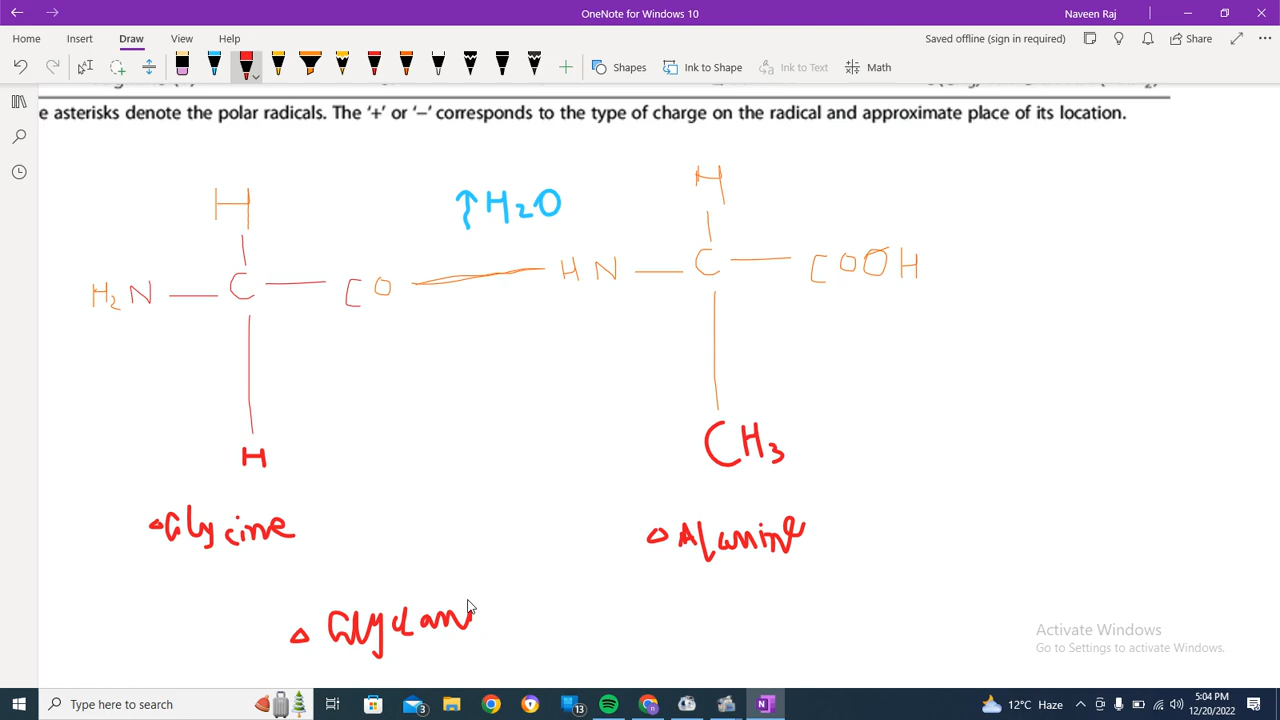 OneNote for Windows 10
Naveen Raj
Home Insert Draw View Help
Saved offline (sign in required)
Share
Shapes
Ink to Shape
Ink to Text
Math
e asterisks denote the polar radicals. The ‘+’ or ‘−’ corresponds to the type of charge on the radical and approximate place of its location.
H
↑H2O
H
H2N — C — CO — HN — C — COOH
H
CH3
Glycine
Alanine
Activate Windows
Go to Settings to activate Windows.
Type here to search
3
13
12°C Haze
5:04 PM
12/20/2022